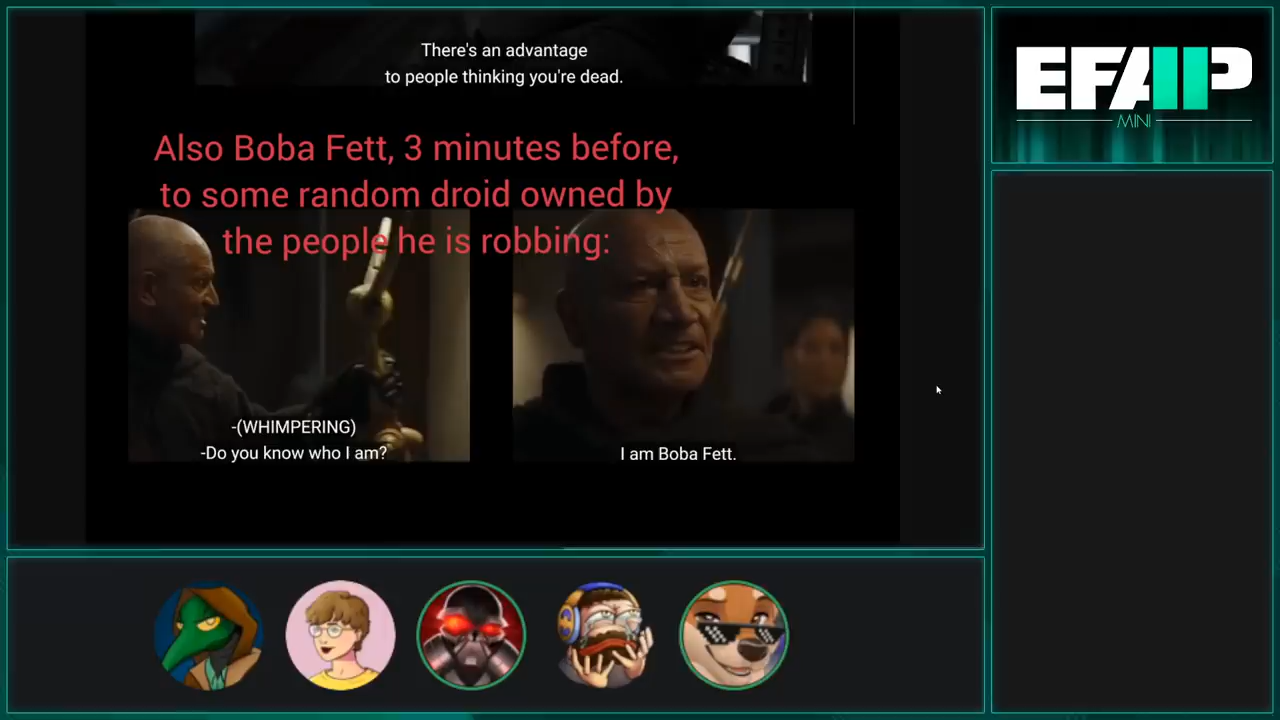 There's an advantage
to people thinking you're dead.
EFAP
MINI
Also Boba Fett, 3 minutes before,
to some random droid owned by
the people he is robbing:
-(WHIMPERING)
-Do you know who I am?
I am Boba Fett.